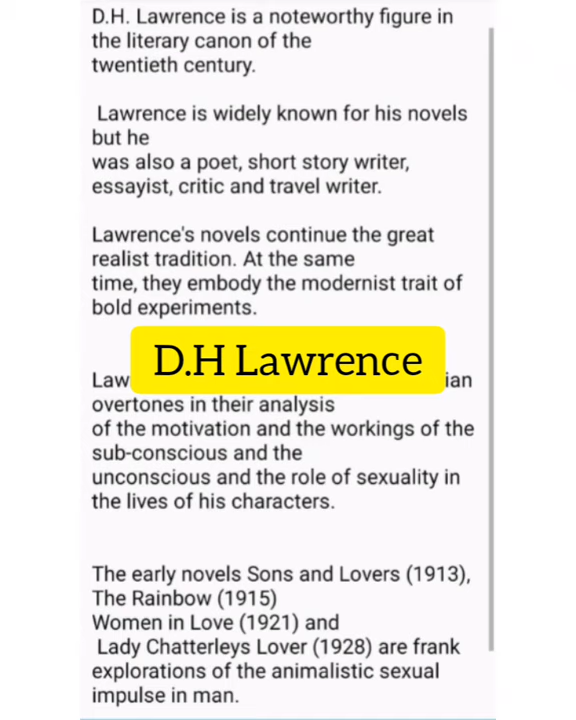 D.H. Lawrence is a noteworthy figure in
the literary canon of the
twentieth century.
Lawrence is widely known for his novels
but he
was also a poet, short story writer,
essayist, critic and travel writer.
Lawrence's novels continue the great
realist tradition. At the same
time, they embody the modernist trait of
bold experiments.
D.H Lawrence
overtones in their analysis
of the motivation and the workings of the
sub-conscious and the
unconscious and the role of sexuality in
the lives of his characters.
The early novels Sons and Lovers (1913),
The Rainbow (1915)
Women in Love (1921) and
Lady Chatterleys Lover (1928) are frank
explorations of the animalistic sexual
impulse in man.